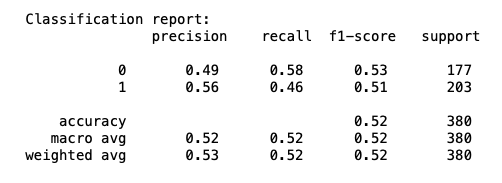 Classification report:
precision recall f1-score support
0 0.49 0.58 0.53 177
1 0.56 0.46 0.51 203
accuracy 0.52 380
macro avg 0.52 0.52 0.52 380
weighted avg 0.53 0.52 0.52 380